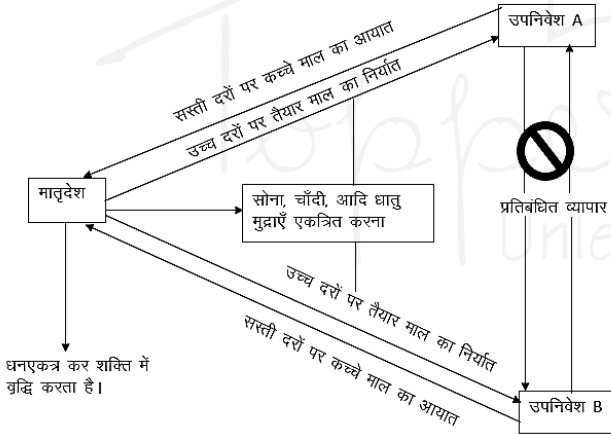 उपनिवेश A
सस्ती दरों पर कच्चे माल का आयात
उच्च दरों पर तैयार माल का निर्यात
मातृदेश
सोना, चाँदी, आदि धातु
मुद्राएँ एकत्रित करना
प्रतिबंधित व्यापार
उच्च दरों पर तैयार माल का निर्यात
सस्ती दरों पर कच्चे माल का आयात
धनएकत्र कर शक्ति में
वृद्धि करता है।
उपनिवेश B